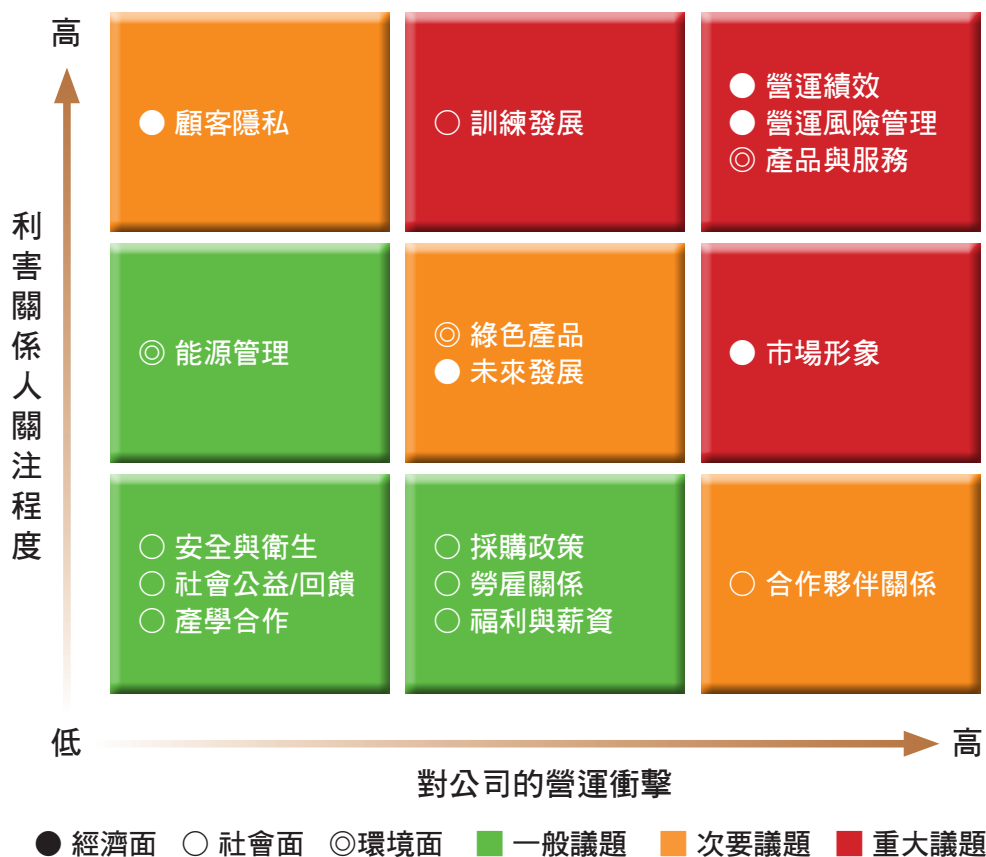 高
● 顧客隱私
○ 訓練發展
● 營運績效
● 營運風險管理
◎ 產品與服務
利害關係人關注程度
◎ 能源管理
◎ 綠色產品
● 未來發展
● 市場形象
○ 安全與衛生
○ 社會公益/回饋
○ 產學合作
○ 採購政策
○ 勞雇關係
○ 福利與薪資
○ 合作夥伴關係
低
高
對公司的營運衝擊
● 經濟面 ○ 社會面 ◎環境面 ■ 一般議題 ■ 次要議題 ■ 重大議題